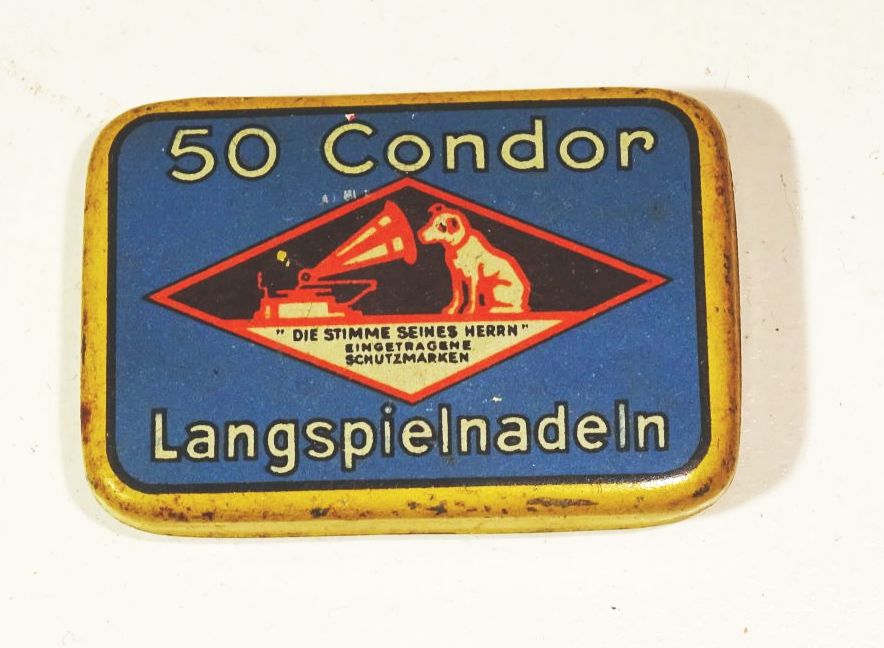 50 Condor
"DIE STIMME SEINES HERRN"
EINGETRAGENE
SCHUTZMARKEN
Langspielnadeln